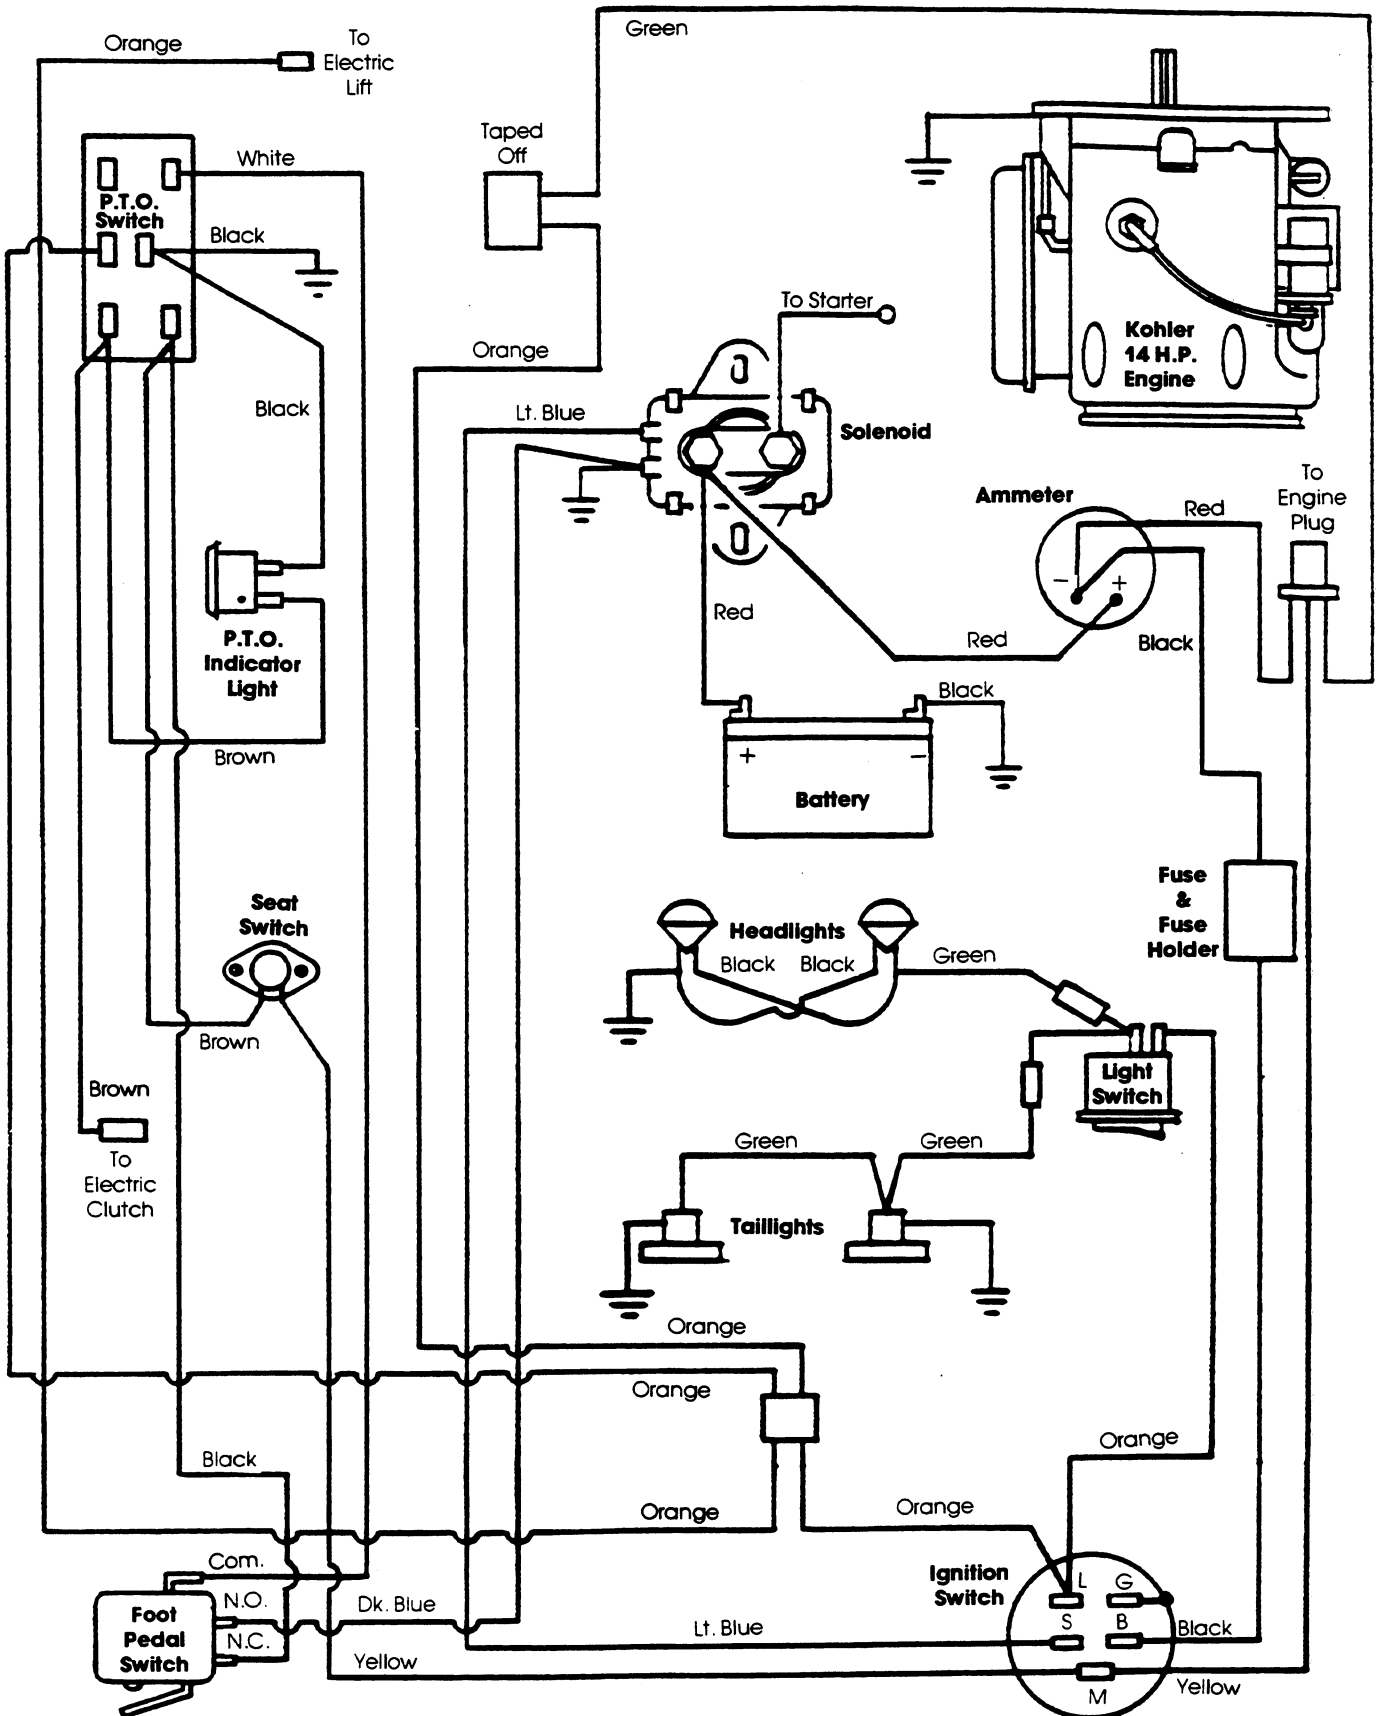 Green
Orange
To
Electric
Lift
Taped
Off
White
P.T.O.
Switch
Black
To Starter
Kohler
14 H.P.
Engine
Orange
Black
Lt. Blue
Solenoid
Ammeter
To
Engine
Plug
Red
− +
Red
Red
Black
P.T.O.
Indicator
Light
Black
Brown
+ −
Battery
Fuse
&
Fuse
Holder
Seat
Switch
Headlights
Black Black
Green
Brown
Light
Switch
Brown
To
Electric
Clutch
Green
Green
Taillights
Orange
Orange
Orange
Black
Orange
Orange
Com.
Ignition
Switch
L G
S B
M
N.O.
Dk. Blue
Foot
Pedal
Switch
N.C.
Lt. Blue
Black
Yellow
Yellow